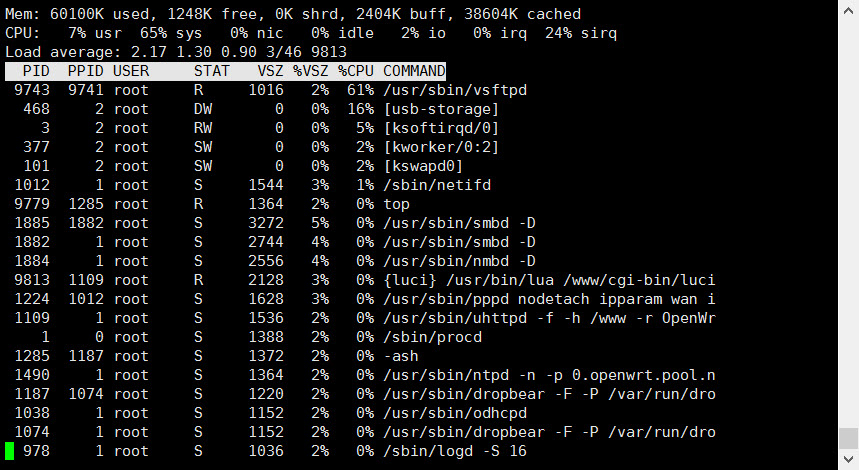 Mem: 60100K used, 1248K free, 0K shrd, 2404K buff, 38604K cached
CPU:   7% usr  65% sys   0% nic   0% idle   2% io   0% irq  24% sirq
Load average: 2.17 1.30 0.90 3/46 9813
  PID  PPID USER     STAT   VSZ %VSZ %CPU COMMAND
 9743  9741 root     R     1016   2%  61% /usr/sbin/vsftpd
  468     2 root     DW       0   0%  16% [usb-storage]
    3     2 root     RW       0   0%   5% [ksoftirqd/0]
  377     2 root     SW       0   0%   2% [kworker/0:2]
  101     2 root     SW       0   0%   2% [kswapd0]
 1012     1 root     S     1544   3%   1% /sbin/netifd
 9779  1285 root     R     1364   2%   0% top
 1885  1882 root     S     3272   5%   0% /usr/sbin/smbd -D
 1882     1 root     S     2744   4%   0% /usr/sbin/smbd -D
 1884     1 root     S     2556   4%   0% /usr/sbin/nmbd -D
 9813  1109 root     R     2128   3%   0% {luci} /usr/bin/lua /www/cgi-bin/luci
 1224  1012 root     S     1628   3%   0% /usr/sbin/pppd nodetach ipparam wan i
 1109     1 root     S     1536   2%   0% /usr/sbin/uhttpd -f -h /www -r OpenWr
    1     0 root     S     1388   2%   0% /sbin/procd
 1285  1187 root     S     1372   2%   0% -ash
 1490     1 root     S     1364   2%   0% /usr/sbin/ntpd -n -p 0.openwrt.pool.n
 1187  1074 root     S     1220   2%   0% /usr/sbin/dropbear -F -P /var/run/dro
 1038     1 root     S     1152   2%   0% /usr/sbin/odhcpd
 1074     1 root     S     1152   2%   0% /usr/sbin/dropbear -F -P /var/run/dro
  978     1 root     S     1036   2%   0% /sbin/logd -S 16